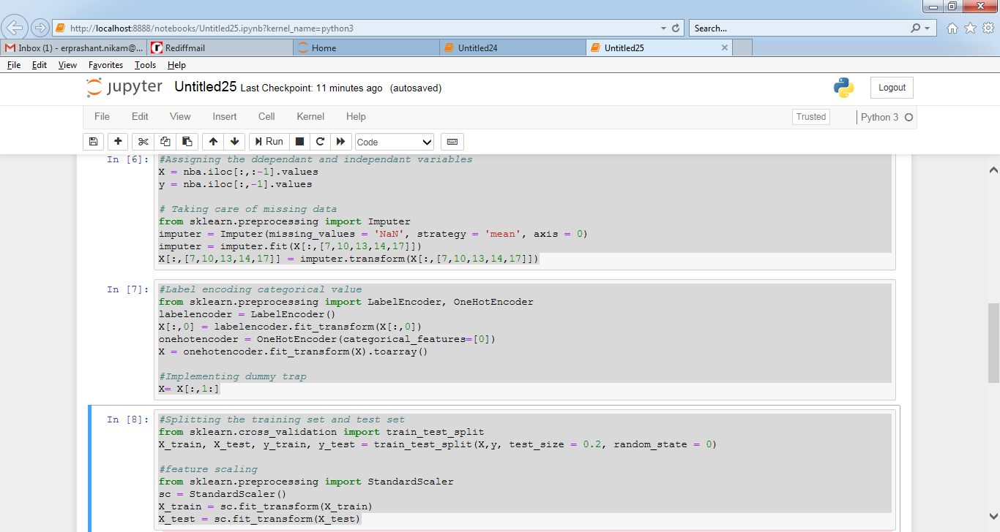 http://localhost:8888/notebooks/Untitled25.ipynb?kernel_name=python3
Search...
Inbox (1) - erprashant.nikam@...
Rediffmail
Home
Untitled24
Untitled25
File Edit View Favorites Tools Help
jupyter Untitled25 Last Checkpoint: 11 minutes ago (autosaved)
Logout
File Edit View Insert Cell Kernel Help
Trusted
Python 3
Run
Code
In [6]:
#Assigning the ddependant and independant variables
X = nba.iloc[:,:-1].values
y = nba.iloc[:,-1].values
# Taking care of missing data
from sklearn.preprocessing import Imputer
imputer = Imputer(missing_values = 'NaN', strategy = 'mean', axis = 0)
imputer = imputer.fit(X[:,[7,10,13,14,17]])
X[:,[7,10,13,14,17]] = imputer.transform(X[:,[7,10,13,14,17]])
In [7]:
#Label encoding categorical value
from sklearn.preprocessing import LabelEncoder, OneHotEncoder
labelencoder = LabelEncoder()
X[:,0] = labelencoder.fit_transform(X[:,0])
onehotencoder = OneHotEncoder(categorical_features=[0])
X = onehotencoder.fit_transform(X).toarray()
#Implementing dummy trap
X= X[:,1:]
In [8]:
#Splitting the training set and test set
from sklearn.cross_validation import train_test_split
X_train, X_test, y_train, y_test = train_test_split(X,y, test_size = 0.2, random_state = 0)
#feature scaling
from sklearn.preprocessing import StandardScaler
sc = StandardScaler()
X_train = sc.fit_transform(X_train)
X_test = sc.fit_transform(X_test)